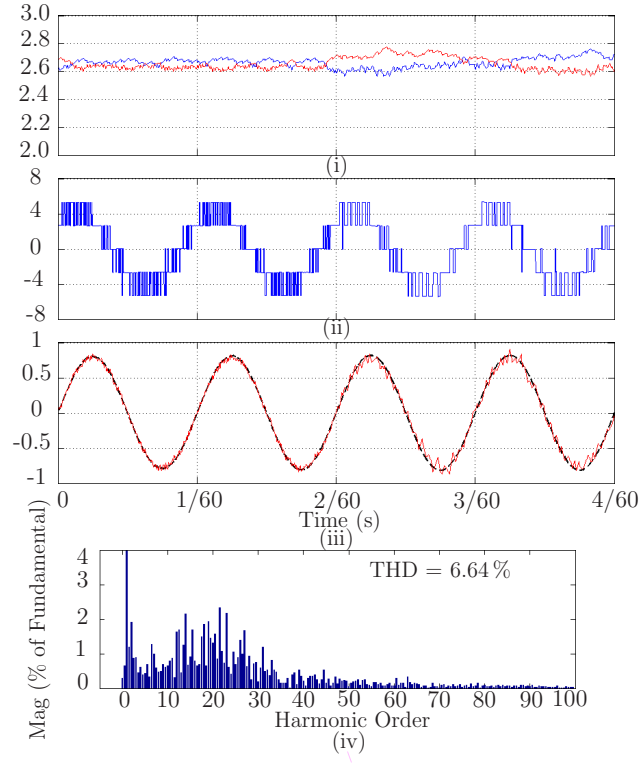 3.0
2.8
2.6
2.4
2.2
2.0
(i)
8
4
0
-4
-8
(ii)
1
0.5
0
-0.5
-1
0 1/60 2/60 3/60 4/60
Time (s)
(iii)
Mag (% of Fundamental)
4
3
2
1
0
THD = 6.64%
0 10 20 30 40 50 60 70 80 90 100
Harmonic Order
(iv)